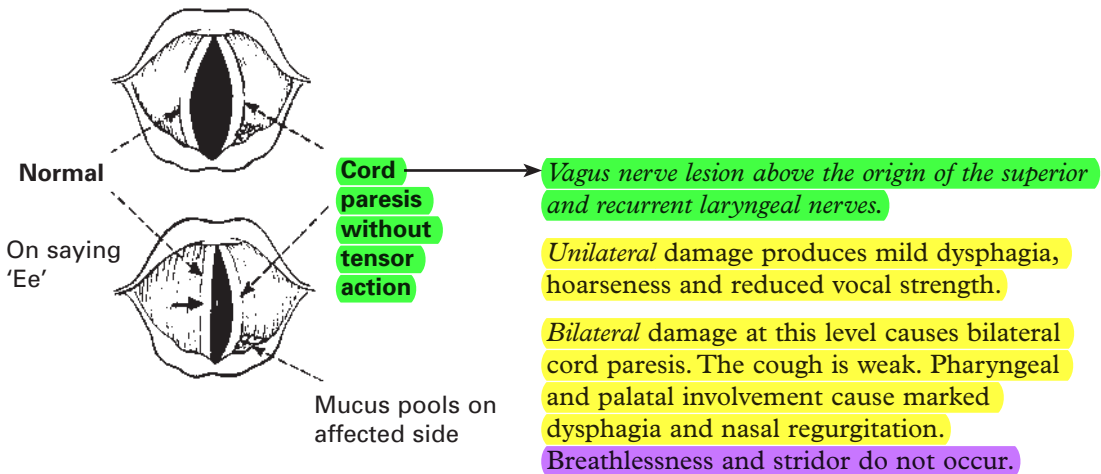 Normal
On saying
'Ee'
Cord
paresis
without
tensor
action
Mucus pools on
affected side
Vagus nerve lesion above the origin of the superior
and recurrent laryngeal nerves.
Unilateral damage produces mild dysphagia,
hoarseness and reduced vocal strength.
Bilateral damage at this level causes bilateral
cord paresis. The cough is weak. Pharyngeal
and palatal involvement cause marked
dysphagia and nasal regurgitation.
Breathlessness and stridor do not occur.